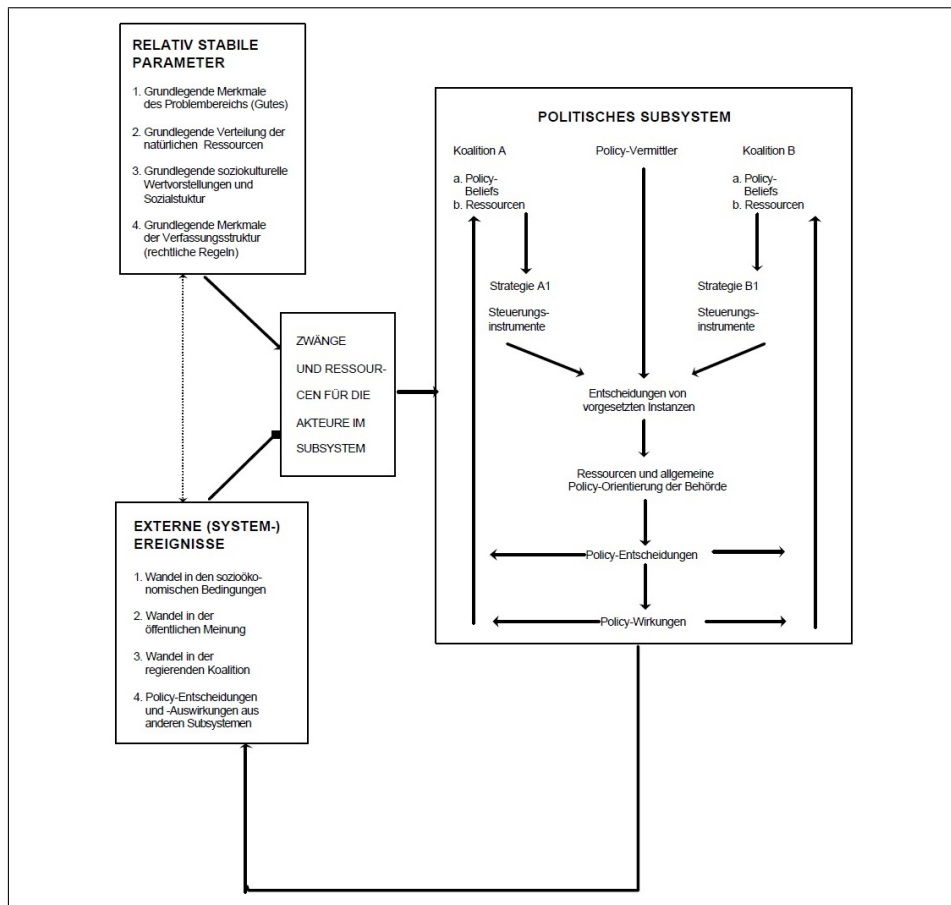 RELATIV STABILE
PARAMETER
1. Grundlegende Merkmale
des Problembereichs (Gutes)
2. Grundlegende Verteilung der
natürlichen Ressourcen
3. Grundlegende soziokulturelle
Wertvorstellungen und
Sozialstuktur
4. Grundlegende Merkmale
der Verfassungsstruktur
(rechtliche Regeln)
ZWÄNGE
UND RESSOUR-
CEN FÜR DIE
AKTEURE IM
SUBSYSTEM
EXTERNE (SYSTEM-)
EREIGNISSE
1. Wandel in den sozioöko-
nomischen Bedingungen
2. Wandel in der
öffentlichen Meinung
3. Wandel in der
regierenden Koalition
4. Policy-Entscheidungen
und -Auswirkungen aus
anderen Subsystemen
POLITISCHES SUBSYSTEM
Koalition A
a. Policy-
Beliefs
b. Ressourcen
Policy-Vermittler
Koalition B
a. Policy-
Beliefs
b. Ressourcen
Strategie A1
Steuerungs-
instrumente
Strategie B1
Steuerungs-
instrumente
Entscheidungen von
vorgesetzten Instanzen
Ressourcen und allgemeine
Policy-Orientierung der Behörde
Policy-Entscheidungen
Policy-Wirkungen